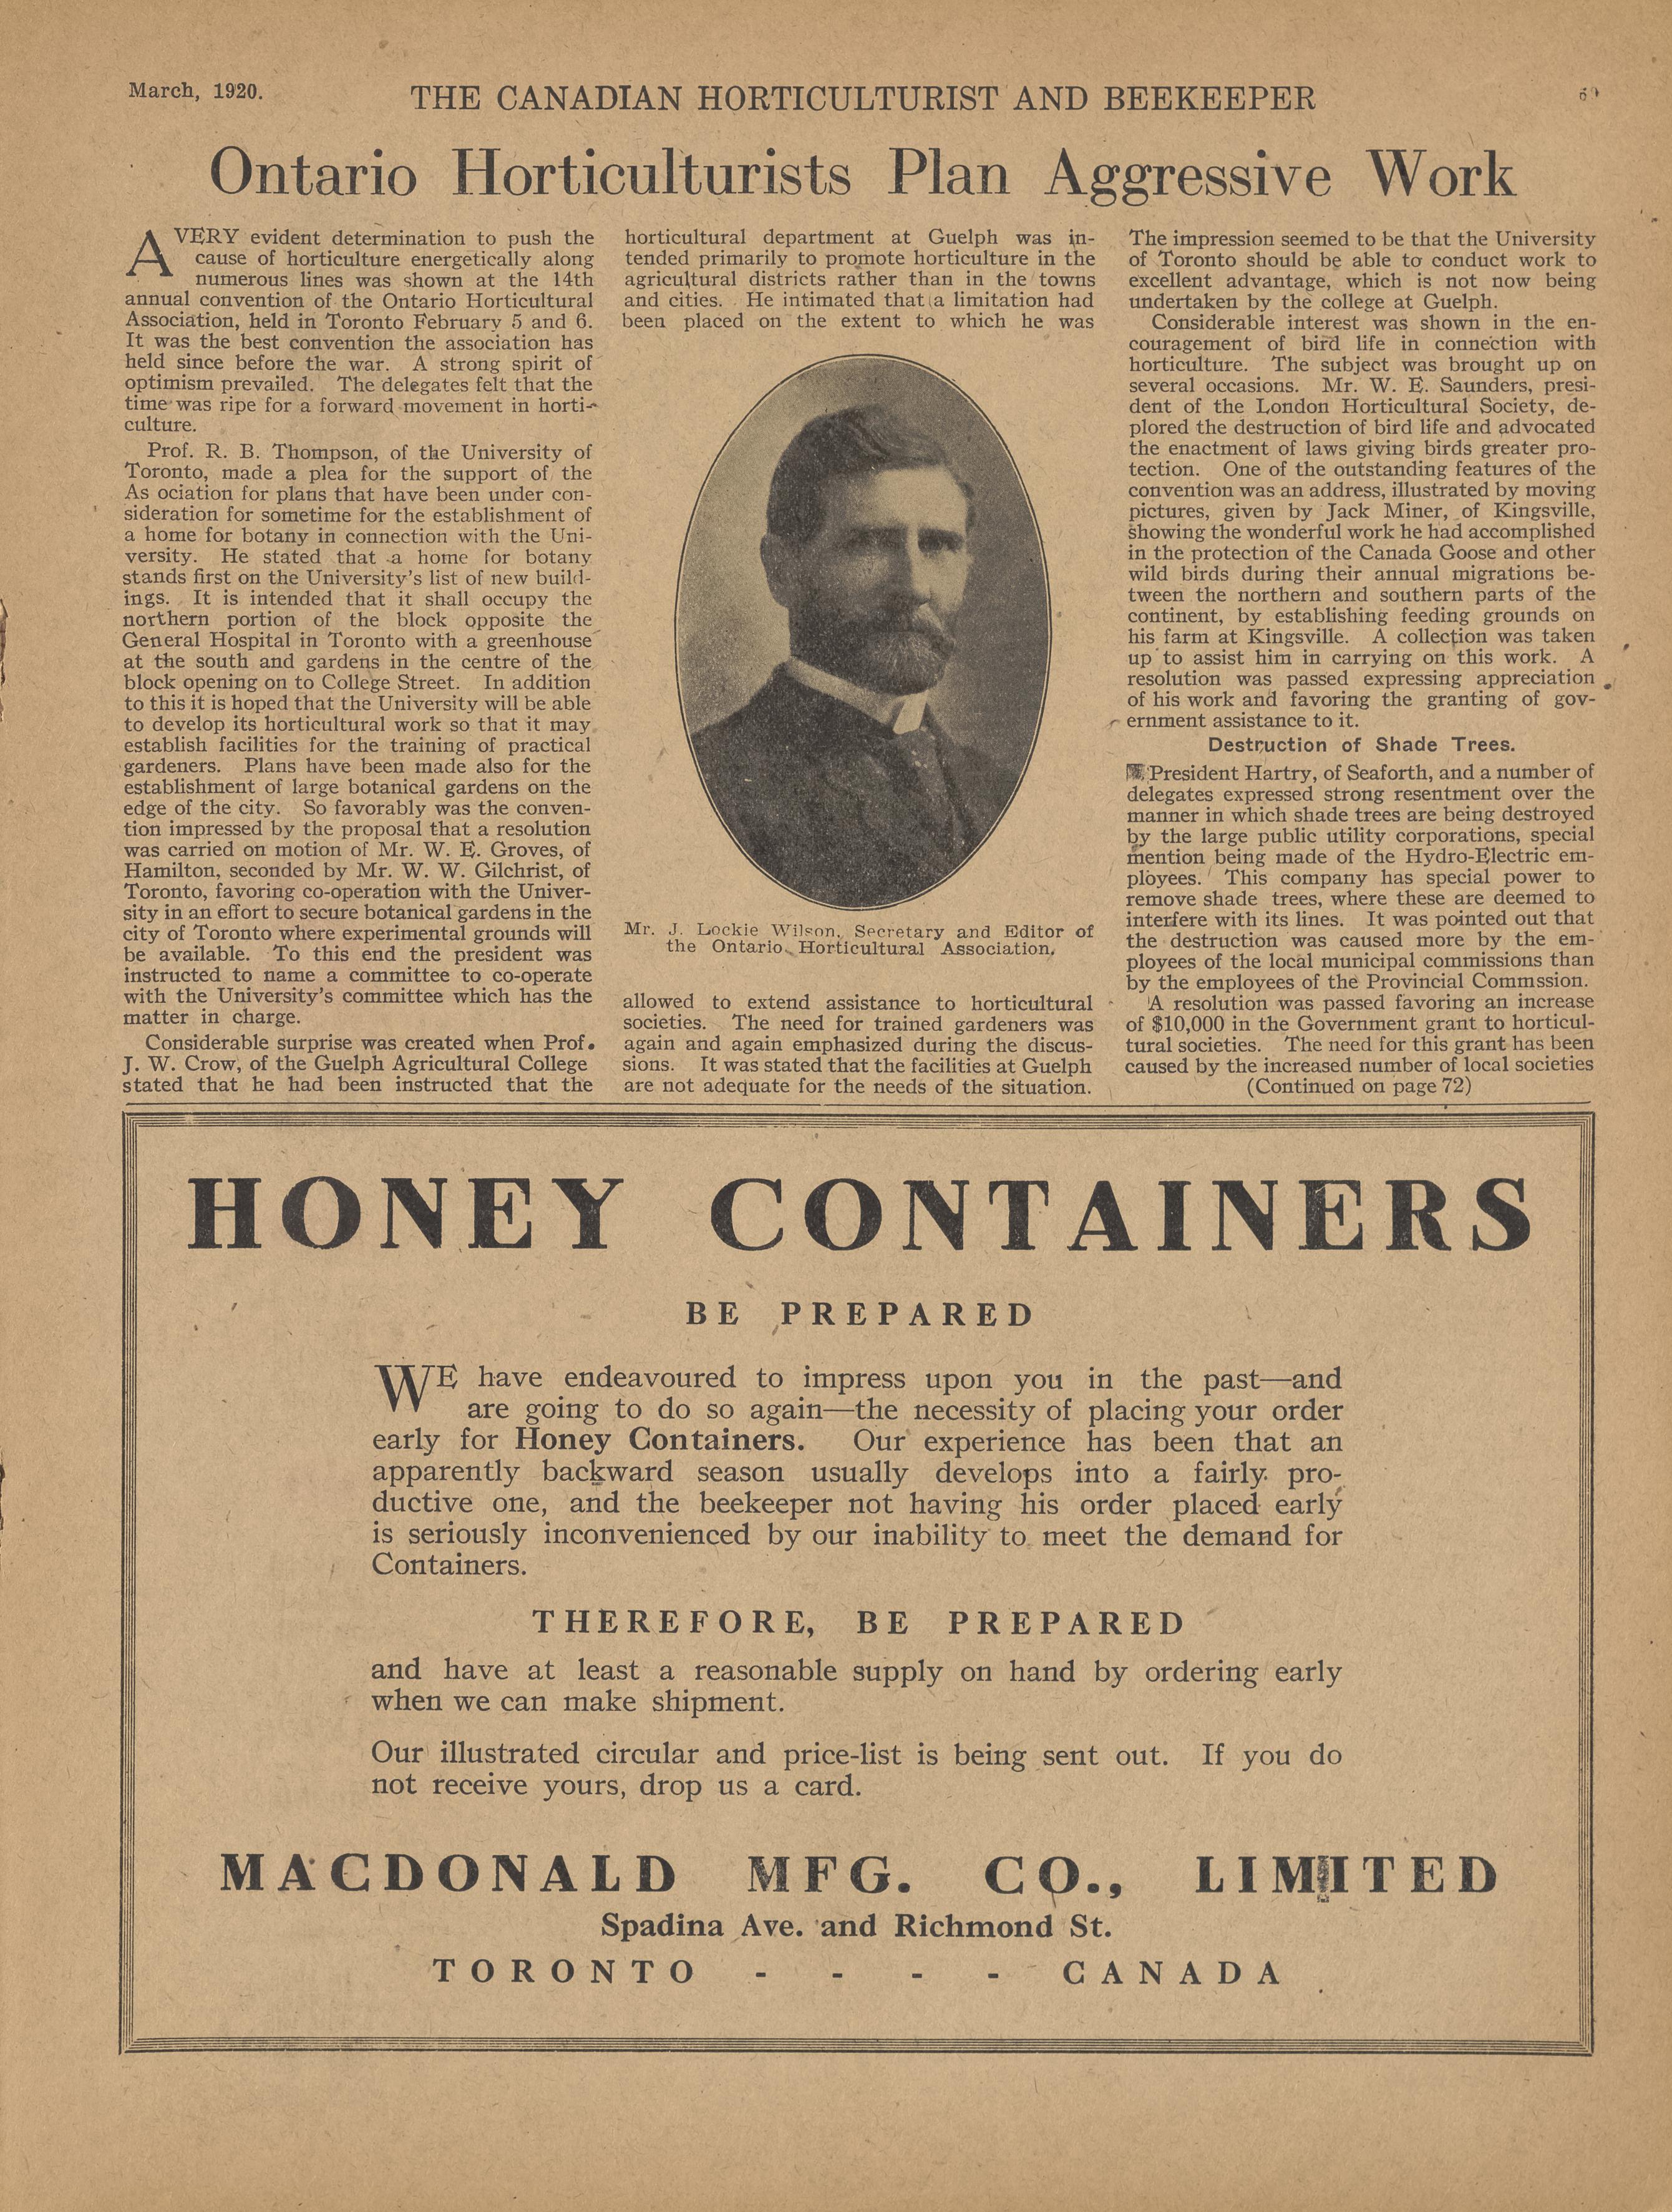 March, 1920.
THE CANADIAN HORTICULTURIST AND BEEKEEPER
Ontario Horticulturists Plan Aggressive Work
A VERY evident determination to push the
cause of horticulture energetically along
numerous lines was shown at the 14th
annual convention of the Ontario Horticultural
Association, held in Toronto February 5 and 6.
It was the best convention the association has
held since before the war. A strong spirit of
optimism prevailed. The delegates felt that the
time was ripe for a forward movement in horti-
culture.
Prof. R. B. Thompson, of the University of
Toronto, made a plea for the support of the
As ociation for plans that have been under con-
sideration for sometime for the establishment of
a home for botany in connection with the Uni-
versity. He stated that a home for botany
stands first on the University's list of new build-
ings. It is intended that it shall occupy the
northern portion of the block opposite the
General Hospital in Toronto with a greenhouse
at the south and gardens in the centre of the
block opening on to College Street. In addition
to this it is hoped that the University will be able
to develop its horticultural work so that it may
establish facilities for the training of practical
gardeners. Plans have been made also for the
establishment of large botanical gardens on the
edge of the city. So favorably was the conven-
tion impressed by the proposal that a resolution
was carried on motion of Mr. W. E. Groves, of
Hamilton, seconded by Mr. W. W. Gilchrist, of
Toronto, favoring co-operation with the Univer-
sity in an effort to secure botanical gardens in the
city of Toronto where experimental grounds will
be available. To this end the president was
instructed to name a committee to co-operate
with the University's committee which has the
matter in charge.
Considerable surprise was created when Prof.
J. W. Crow, of the Guelph Agricultural College
stated that he had been instructed that the
horticultural department at Guelph was in-
tended primarily to promote horticulture in the
agricultural districts rather than in the towns
and cities. He intimated that a limitation had
been placed on the extent to which he was
Mr. J. Lockie Wilson, Secretary and Editor of
the Ontario Horticultural Association.
allowed to extend assistance to horticultural
societies. The need for trained gardeners was
again and again emphasized during the discus-
sions. It was stated that the facilities at Guelph
are not adequate for the needs of the situation.
The impression seemed to be that the University
of Toronto should be able to conduct work to
excellent advantage, which is not now being
undertaken by the college at Guelph.
Considerable interest was shown in the en-
couragement of bird life in connection with
horticulture. The subject was brought up on
several occasions. Mr. W. E. Saunders, presi-
dent of the London Horticultural Society, de-
plored the destruction of bird life and advocated
the enactment of laws giving birds greater pro-
tection. One of the outstanding features of the
convention was an address, illustrated by moving
pictures, given by Jack Miner, of Kingsville,
showing the wonderful work he had accomplished
in the protection of the Canada Goose and other
wild birds during their annual migrations be-
tween the northern and southern parts of the
continent, by establishing feeding grounds on
his farm at Kingsville. A collection was taken
up to assist him in carrying on this work. A
resolution was passed expressing appreciation
of his work and favoring the granting of gov-
ernment assistance to it.
Destruction of Shade Trees.
President Hartry, of Seaforth, and a number of
delegates expressed strong resentment over the
manner in which shade trees are being destroyed
by the large public utility corporations, special
mention being made of the Hydro-Electric em-
ployees. This company has special power to
remove shade trees, where these are deemed to
interfere with its lines. It was pointed out that
the destruction was caused more by the em-
ployees of the local municipal commissions than
by the employees of the Provincial Commssion.
A resolution was passed favoring an increase
of $10,000 in the Government grant to horticul-
tural societies. The need for this grant has been
caused by the increased number of local societies
(Continued on page 72)
HONEY CONTAINERS
BE PREPARED
WE have endeavoured to impress upon you in the past—and
are going to do so again—the necessity of placing your order
early for Honey Containers. Our experience has been that an
apparently backward season usually develops into a fairly pro-
ductive one, and the beekeeper not having his order placed early
is seriously inconvenienced by our inability to meet the demand for
Containers.
THEREFORE, BE PREPARED
and have at least a reasonable supply on hand by ordering early
when we can make shipment.
Our illustrated circular and price-list is being sent out. If you do
not receive yours, drop us a card.
MACDONALD MFG. CO., LIMITED
Spadina Ave. and Richmond St.
TORONTO - - - - CANADA